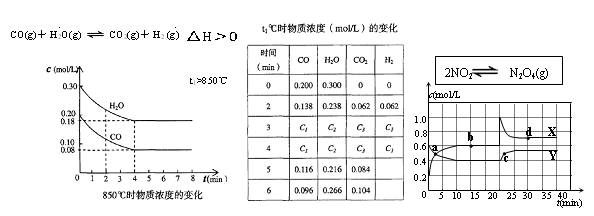 CO(g)+H2O(g) ⇌ CO2(g)+H2(g) △H>O
c (mol/L)
t1>850℃
0.30
H2O
0.20
0.18
CO
0.10
0.08
0 1 2 3 4 5 6 7 8 t(min)
850℃时物质浓度的变化
t1℃时物质浓度(mol/L)的变化
时间(min) CO H2O CO2 H2
0 0.200 0.300 0 0
2 0.138 0.238 0.062 0.062
3 C1 C2 C3 C3
4 C1 C2 C3 C3
5 0.116 0.216 0.084
6 0.096 0.266 0.104
2NO2 ⇌ N2O4(g)
c(mol/L
1.0
0.8
0.6
0.4
0.2
a b c d X Y
0 5 10 15 20 25 30 35 40
t(min)